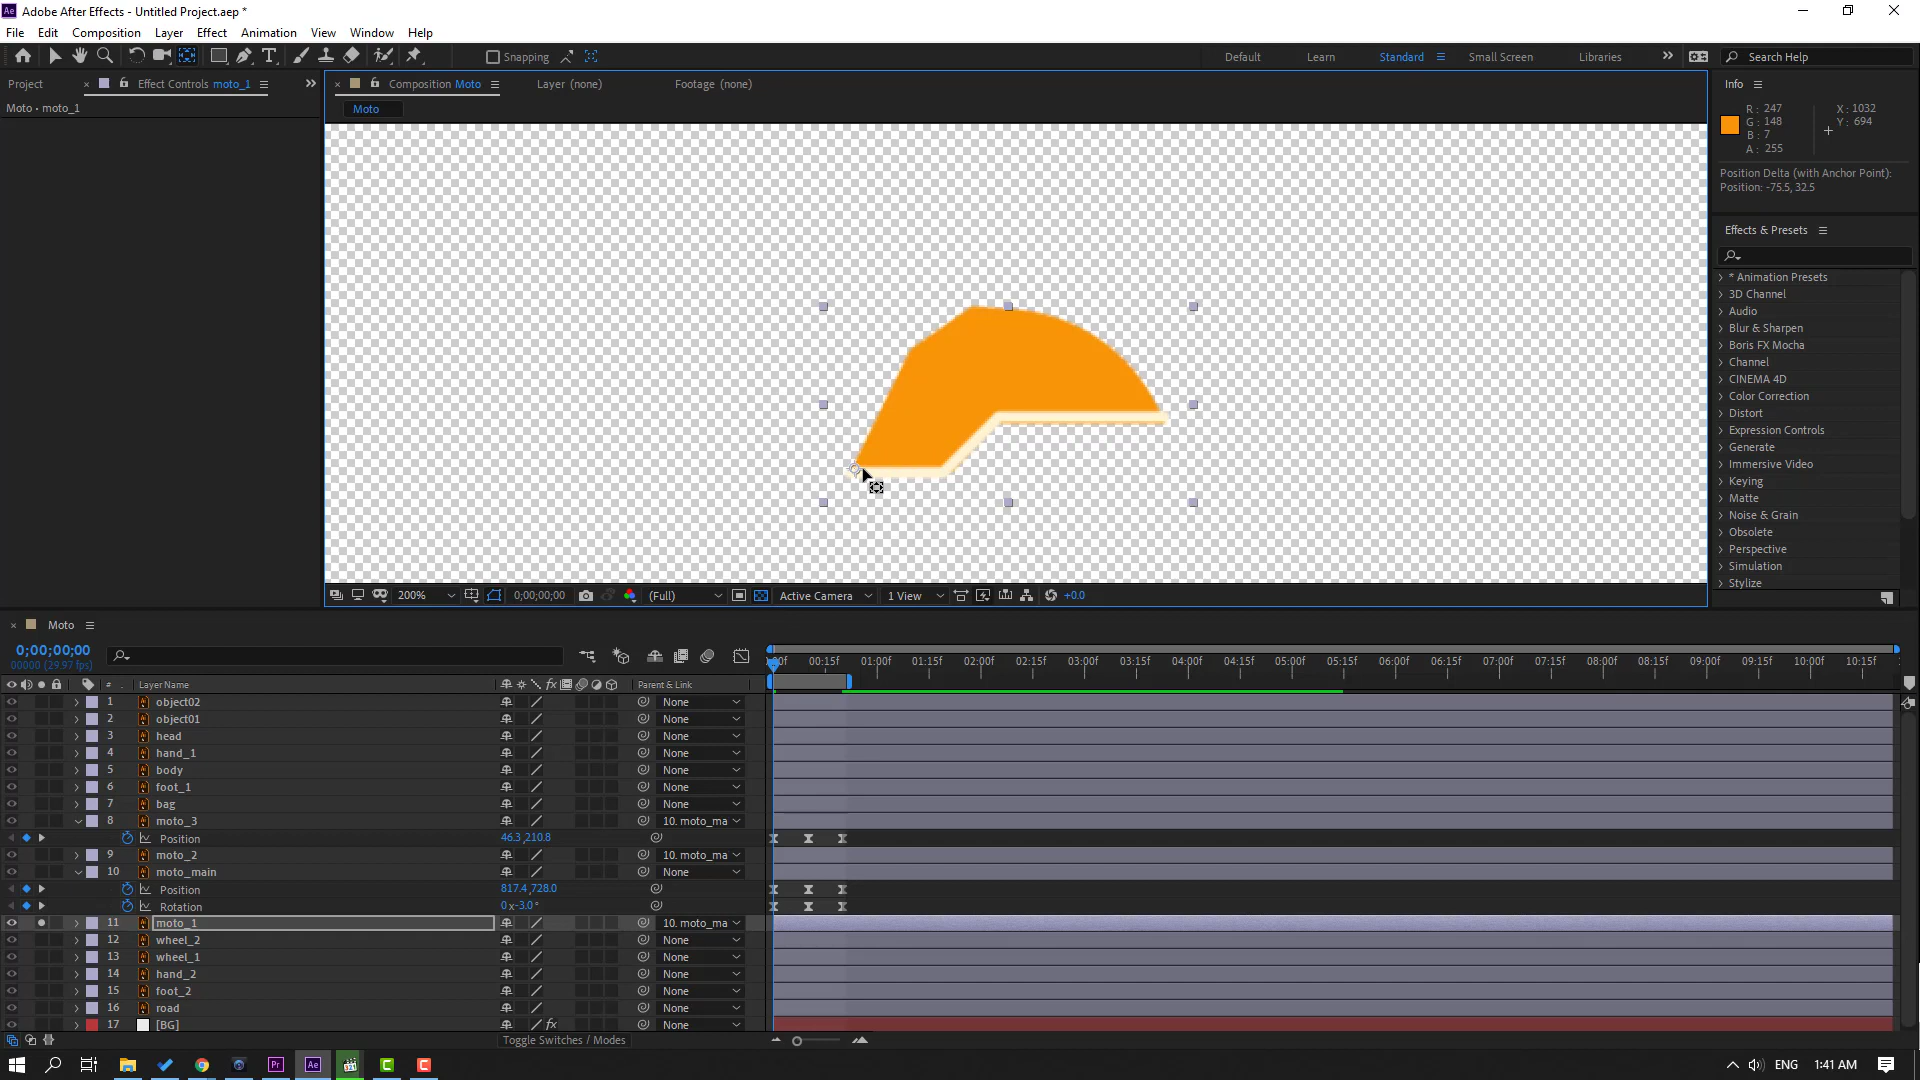 Adobe After Effects - Untitled Project.aep *
File Edit Composition Layer Effect Animation View Window Help
Snapping
Default Learn Standard Small Screen Libraries
Search Help
Project
Effect Controls moto_1
Composition Moto
Layer (none)
Footage (none)
Moto • moto_1
Moto
Info
R: 247
G: 148
B: 7
A: 255
X: 1032
Y: 694
Position Delta (with Anchor Point):
Position: -75.5, 32.5
Effects & Presets
* Animation Presets
3D Channel
Audio
Blur & Sharpen
Boris FX Mocha
Channel
CINEMA 4D
Color Correction
Distort
Expression Controls
Generate
Immersive Video
Keying
Matte
Noise & Grain
Obsolete
Perspective
Simulation
Stylize
200% 0;00;00;00 (Full) Active Camera 1 View +0.0
Moto
0;00;00;00
00000 (29.97 fps)
00:15f 01:00f 01:15f 02:00f 02:15f 03:00f 03:15f 04:00f 04:15f 05:00f 05:15f 06:00f 06:15f 07:00f 07:15f 08:00f 08:15f 09:00f 09:15f 10:00f 10:15f
# Layer Name Parent & Link
1 object02 None
2 object01 None
3 head None
4 hand_1 None
5 body None
6 foot_1 None
7 bag None
8 moto_3 10. moto_ma
Position 46.3,210.8
9 moto_2 10. moto_ma
10 moto_main None
Position 817.4,728.0
Rotation 0x-3.0°
11 moto_1 10. moto_ma
12 wheel_2 None
13 wheel_1 None
14 hand_2 None
15 foot_2 None
16 road None
17 [BG] fx None
Toggle Switches / Modes
ENG 1:41 AM